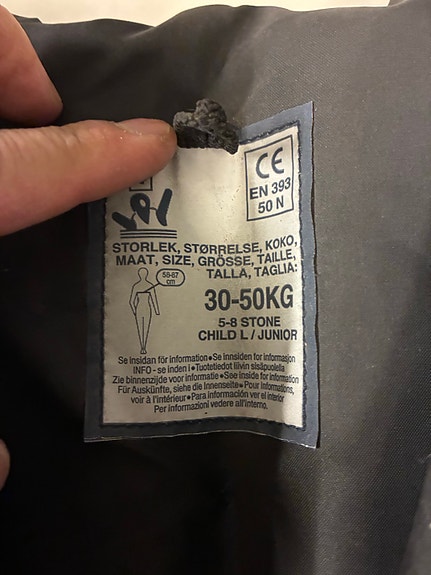 CE
EN 393
50 N
STORLEK, STØRRELSE, KOKO,
MAAT, SIZE, GRÖSSE, TAILLE,
TALLA, TAGLIA:
58-87
cm
30-50KG
5-8 STONE
CHILD L / JUNIOR
Se insidan för information•Se innsiden for informasjon
INFO - se inden i•Tuotetiedot liivin sisäpuolella
Zie binnenzijde voor informatie•See inside for information
Für Auskünfte, siehe die Innenseite•Pour informations,
voir à l'intérieur•Para información ver el interior
Per informazioni vedere all'interno.